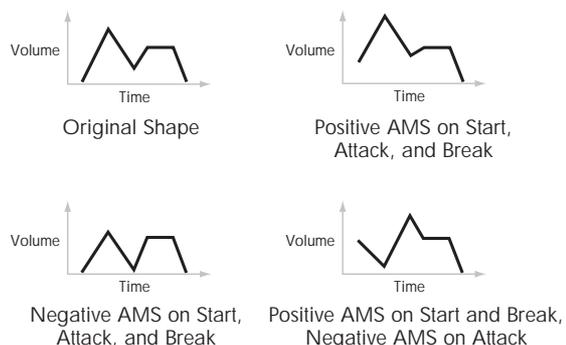 Volume
Time
Original Shape
Volume
Time
Positive AMS on Start,
Attack, and Break
Volume
Time
Negative AMS on Start,
Attack, and Break
Volume
Time
Positive AMS on Start and Break,
Negative AMS on Attack